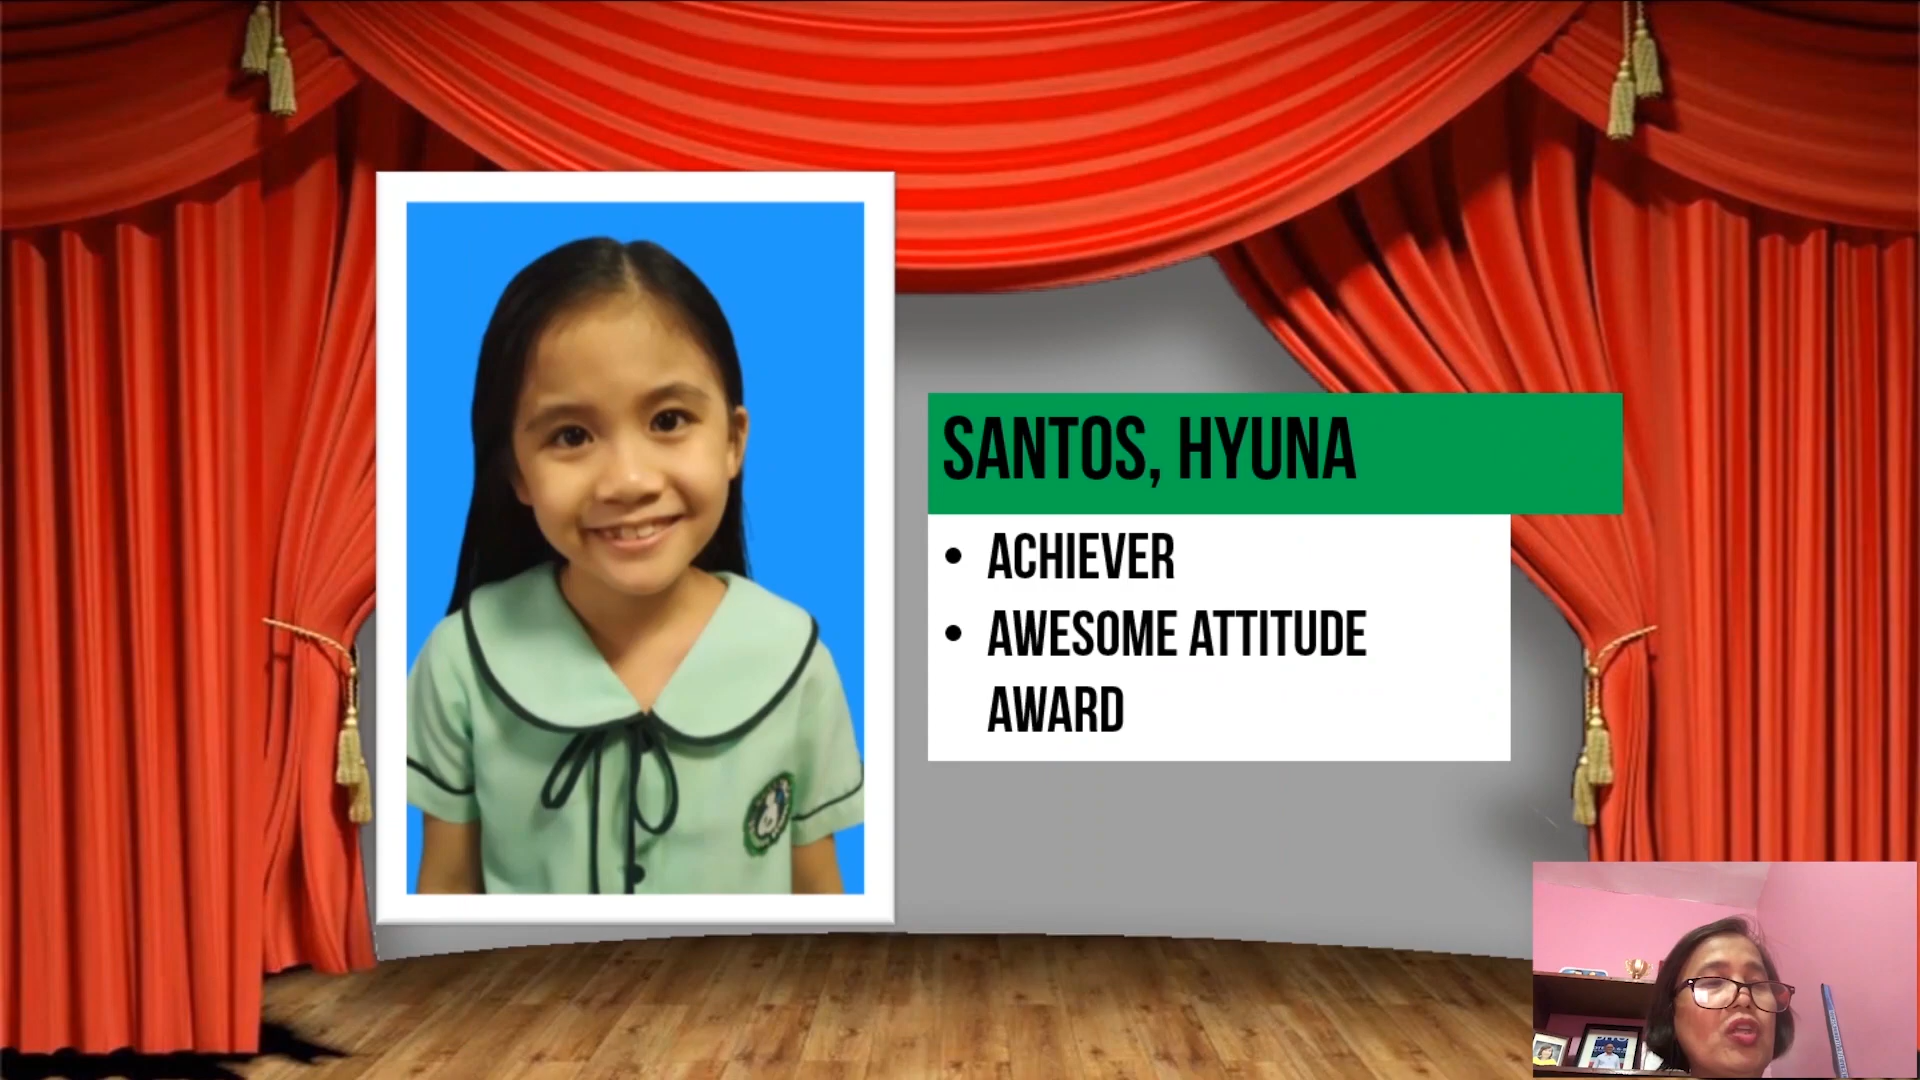 SANTOS, HYUNA
• ACHIEVER
• AWESOME ATTITUDE
AWARD